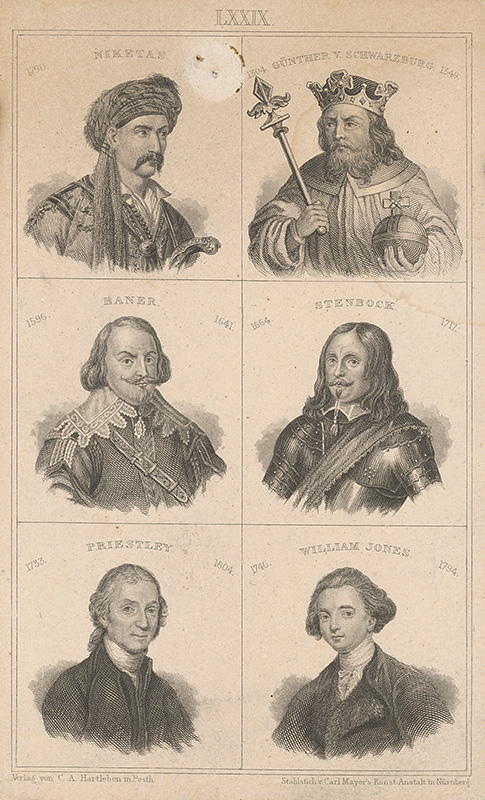 LXXIX.
NIKETAS.
1790.
GÜNTHER V. SCHWARZBURG.
1304.
1349.
BANER.
1596.
1641.
STENBOCK.
1664.
1717.
PRIESTLEY
1733.
1804.
WILLIAM JONES
1746.
1794.
Verlag von C. A. Hartleben in Pesth.
Stahlstich v. Carl Mayer's Kunst-Anstalt in Nürnberg.